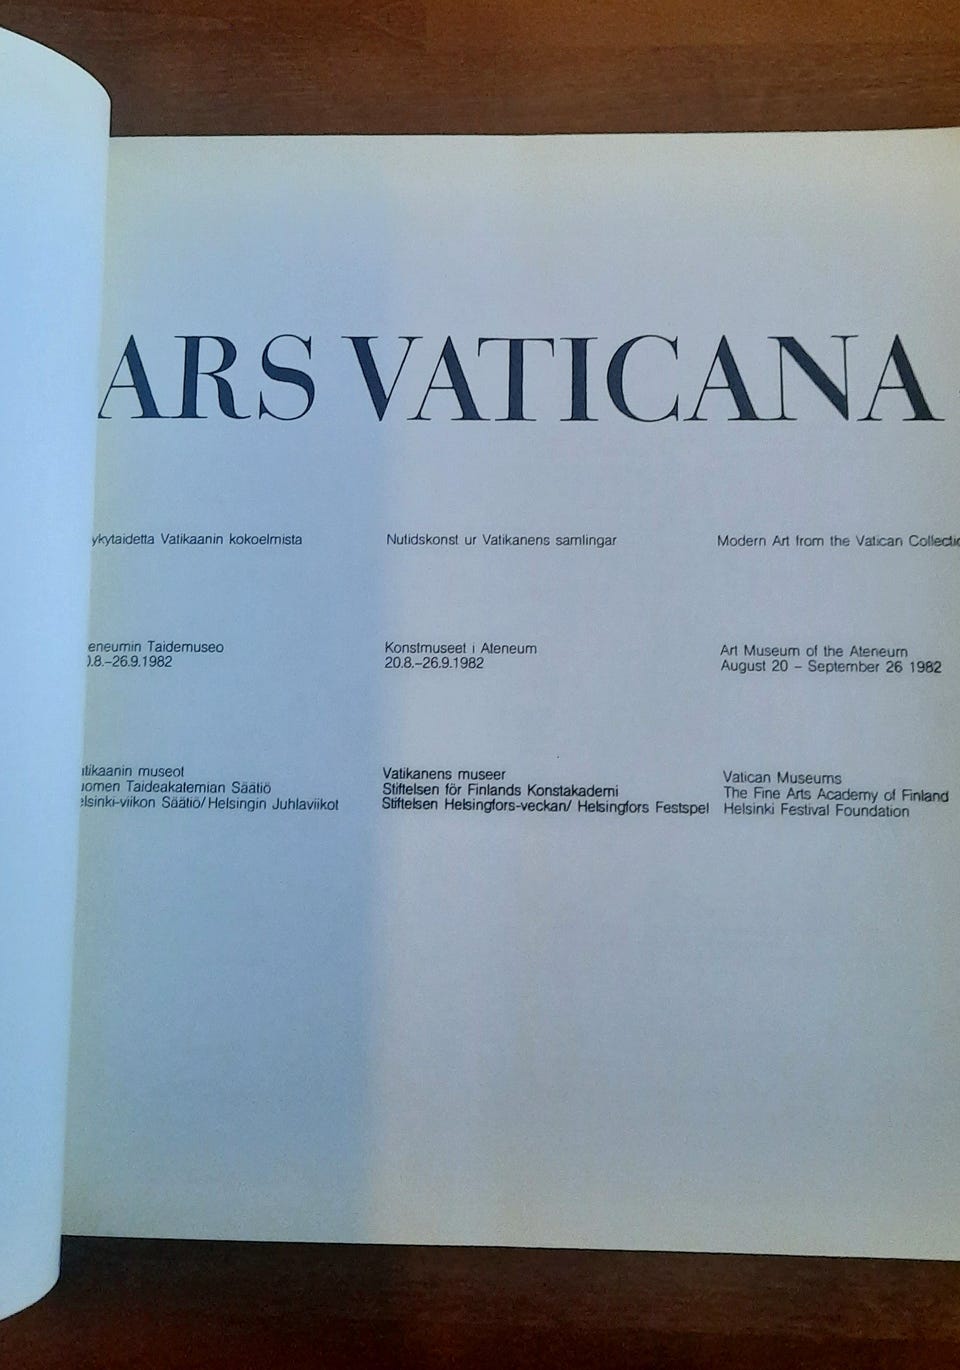 ARS VATICANA
ykytaidetta Vatikaanin kokoelmista
Nutidskonst ur Vatikanens samlingar
Modern Art from the Vatican Collectio
eneumin Taidemuseo
0.8.–26.9.1982
Konstmuseet i Ateneum
20.8.–26.9.1982
Art Museum of the Ateneum
August 20 – September 26 1982
tikaanin museot
omen Taideakatemian Säätiö
elsinki-viikon Säätiö/Helsingin Juhlaviikot
Vatikanens museer
Stiftelsen för Finlands Konstakademi
Stiftelsen Helsingfors-veckan/ Helsingfors Festspel
Vatican Museums
The Fine Arts Academy of Finland
Helsinki Festival Foundation